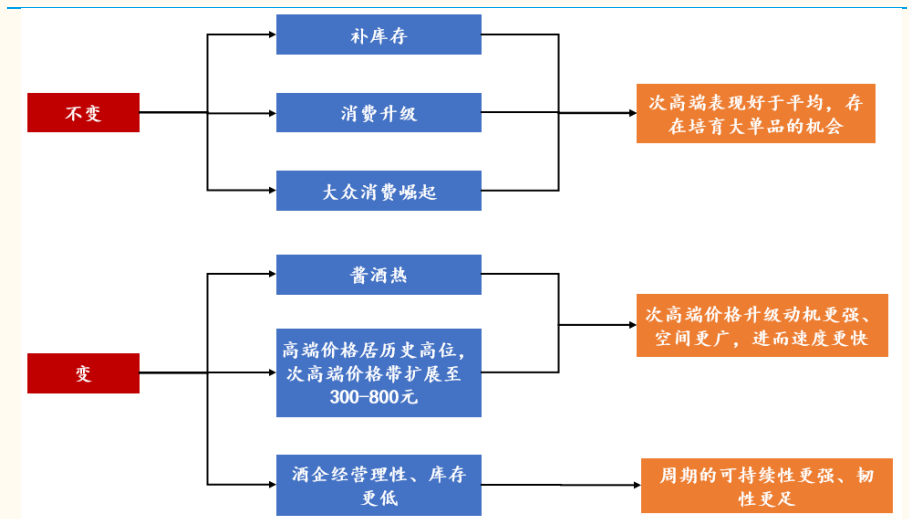 补库存
不变
消费升级
次高端表现好于平均，存
在培育大单品的机会
大众消费崛起
酱酒热
次高端价格升级动机更强、
空间更广，进而速度更快
变
高端价格居历史高位，
次高端价格带扩展至
300-800元
酒企经营理性、库存
更低
周期的可持续性更强、韧
性更足